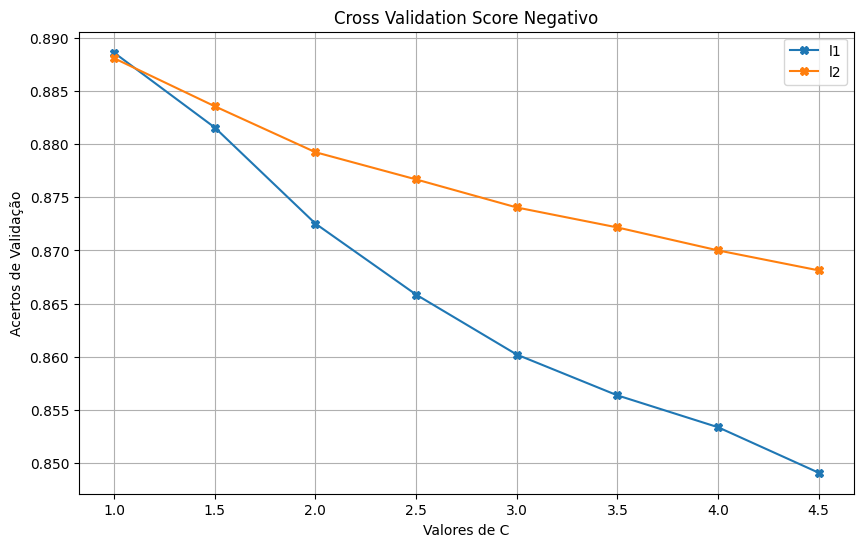 Cross Validation Score Negativo
l1
l2
Acertos de Validação
0.890
0.885
0.880
0.875
0.870
0.865
0.860
0.855
0.850
1.0 1.5 2.0 2.5 3.0 3.5 4.0 4.5
Valores de C